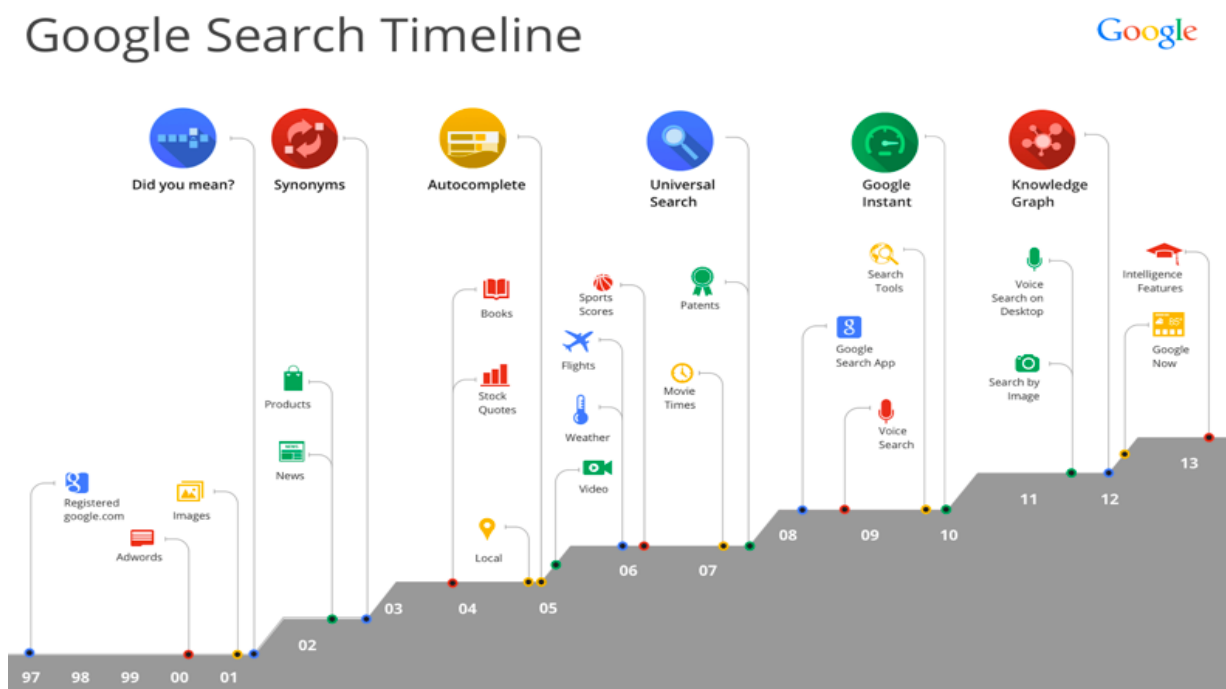 Google Search Timeline
Google
Did you mean?
Synonyms
Autocomplete
Universal
Search
Google
Instant
Knowledge
Graph
Books
Sports
Scores
Patents
Search
Tools
Voice
Search on
Desktop
Intelligence
Features
Flights
Google
Search App
Google
Now
Products
Stock
Quotes
Movie
Times
Search by
Image
Weather
Voice
Search
NEWS
News
Video
Registered
google.com
Images
Adwords
Local
97
98
99
00
01
02
03
04
05
06
07
08
09
10
11
12
13